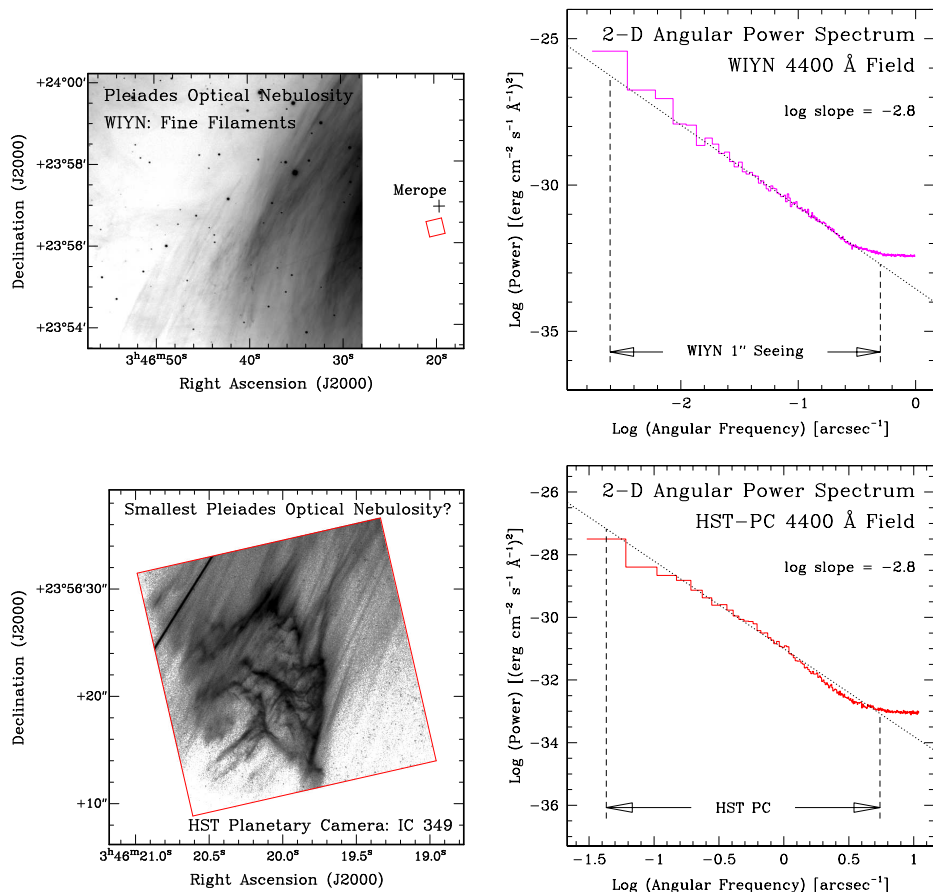 Pleiades Optical Nebulosity
WIYN: Fine Filaments
Merope
+24°00′
+23°58′
+23°56′
+23°54′
Declination (J2000)
3ʰ46ᵐ50ˢ 40ˢ 30ˢ 20ˢ
Right Ascension (J2000)
2-D Angular Power Spectrum
WIYN 4400 Å Field
log slope = -2.8
WIYN 1″ Seeing
-25
-30
-35
Log (Power) [(erg cm⁻² s⁻¹ Å⁻¹)²]
-2 -1 0
Log (Angular Frequency) [arcsec⁻¹]
Smallest Pleiades Optical Nebulosity?
HST Planetary Camera: IC 349
+23°56′30″
+20″
+10″
Declination (J2000)
3ʰ46ᵐ21.0ˢ 20.5ˢ 20.0ˢ 19.5ˢ 19.0ˢ
Right Ascension (J2000)
2-D Angular Power Spectrum
HST-PC 4400 Å Field
log slope = -2.8
HST PC
-26
-28
-30
-32
-34
-36
Log (Power) [(erg cm⁻² s⁻¹ Å⁻¹)²]
-1.5 -1 -0.5 0 0.5 1
Log (Angular Frequency) [arcsec⁻¹]